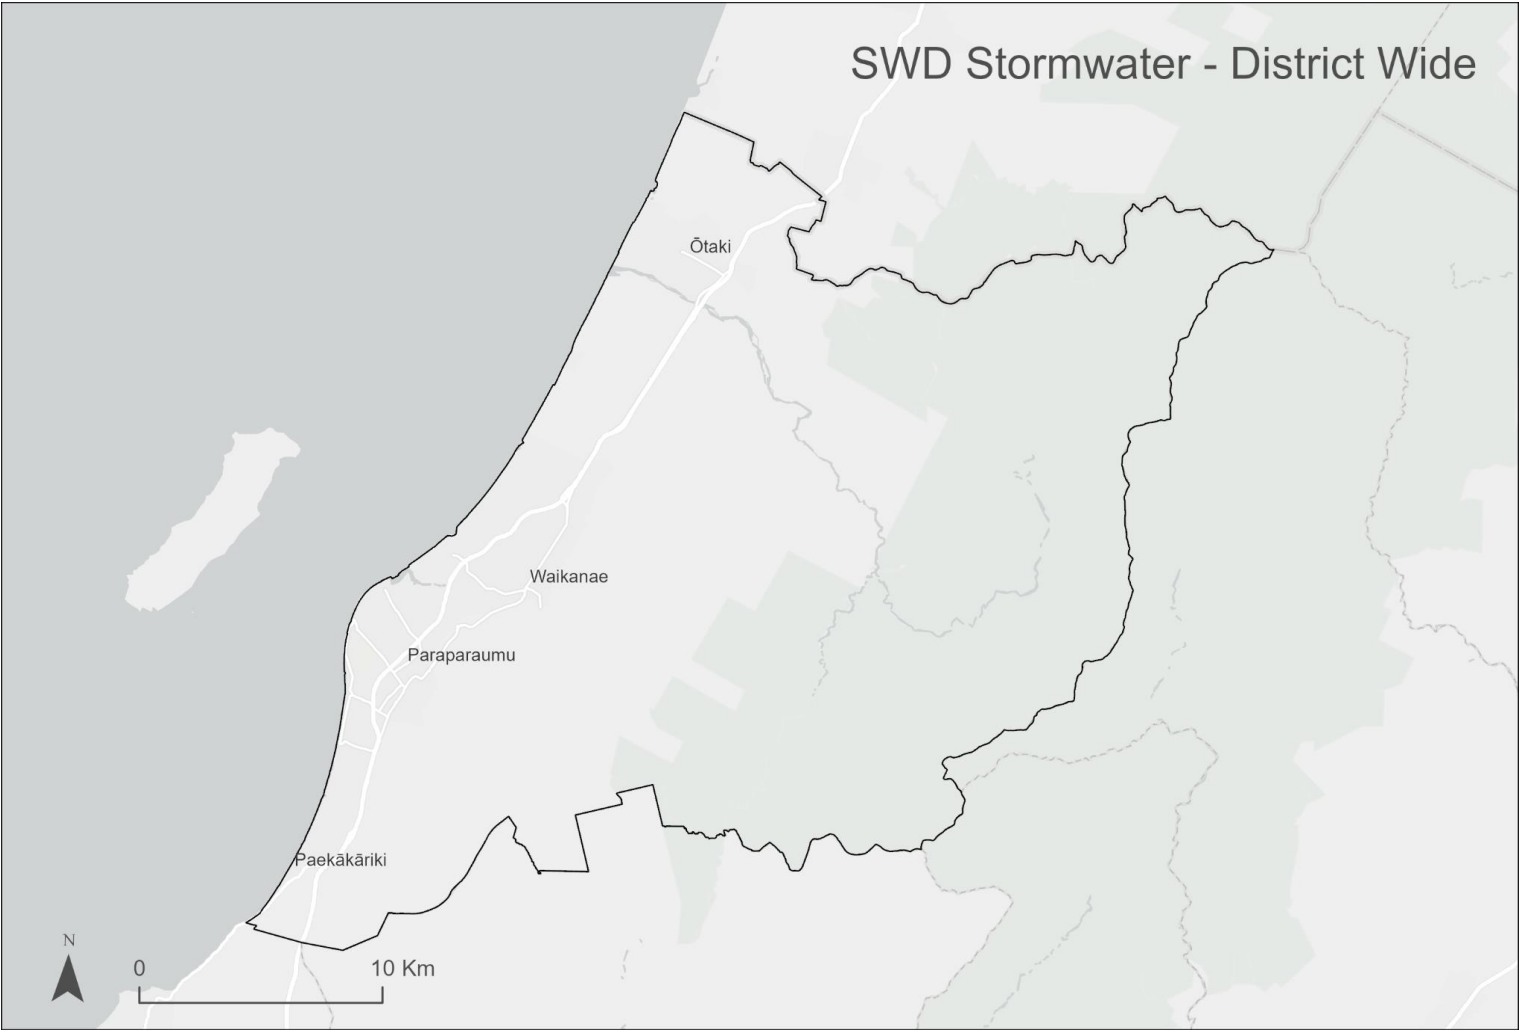 SWD Stormwater - District Wide
Ōtaki
Waikanae
Paraparaumu
Paekākāriki
N
0 10 Km